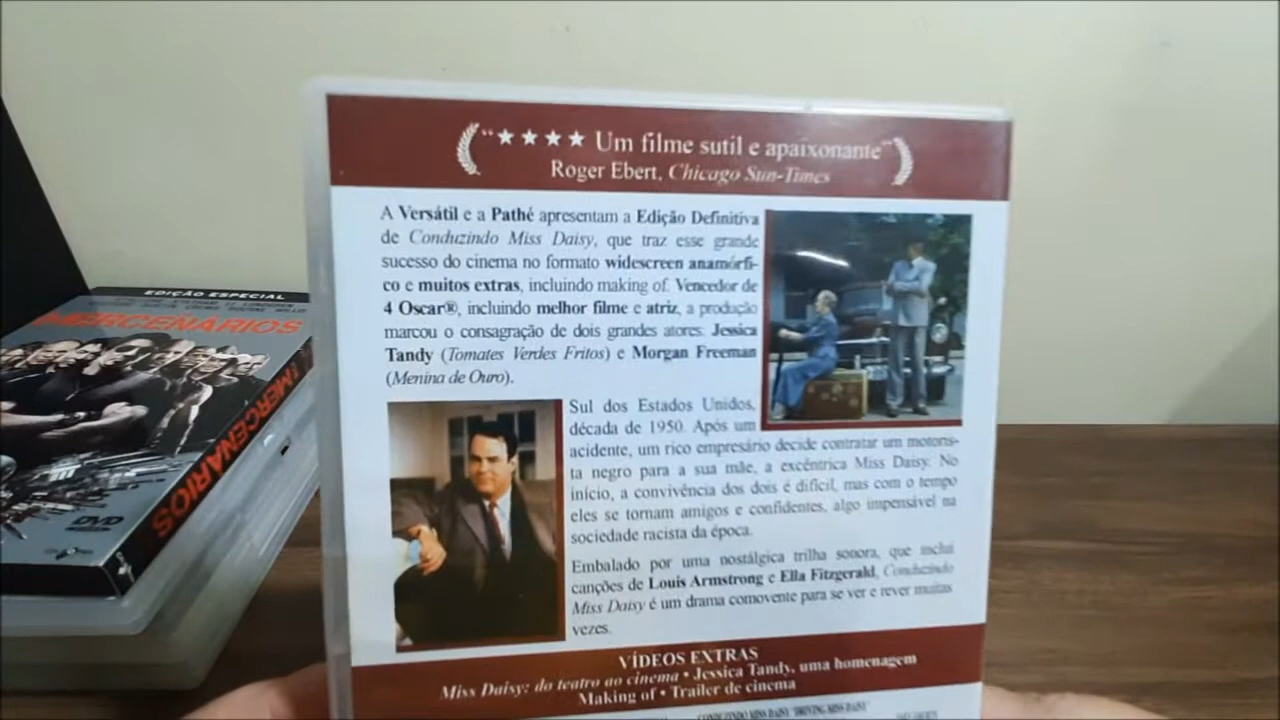 “★★★★ Um filme sutil e apaixonante”
Roger Ebert, Chicago Sun-Times
A Versátil e a Pathé apresentam a Edição Definitiva
de Conduzindo Miss Daisy, que traz esse grande
sucesso do cinema no formato widescreen anamórfi-
co e muitos extras, incluindo making of. Vencedor de
4 Oscar®, incluindo melhor filme e atriz, a produção
marcou o consagração de dois grandes atores: Jessica
Tandy (Tomates Verdes Fritos) e Morgan Freeman
(Menina de Ouro).
Sul dos Estados Unidos,
década de 1950. Após um
acidente, um rico empresário decide contratar um motoris-
ta negro para a sua mãe, a excêntrica Miss Daisy. No
início, a convivência dos dois é difícil, mas com o tempo
eles se tornam amigos e confidentes, algo impensável na
sociedade racista da época.
Embalado por uma nostálgica trilha sonora, que inclui
canções de Louis Armstrong e Ella Fitzgerald, Conduzindo
Miss Daisy é um drama comovente para se ver e rever muitas
vezes.
VÍDEOS EXTRAS
Miss Daisy: do teatro ao cinema • Jessica Tandy, uma homenagem
Making of • Trailer de cinema
CONDUZINDO MISS DAISY "DRIVING MISS DAISY"
EDIÇÃO ESPECIAL
MERCENÁRIOS
MERCENÁRIOS
DVD